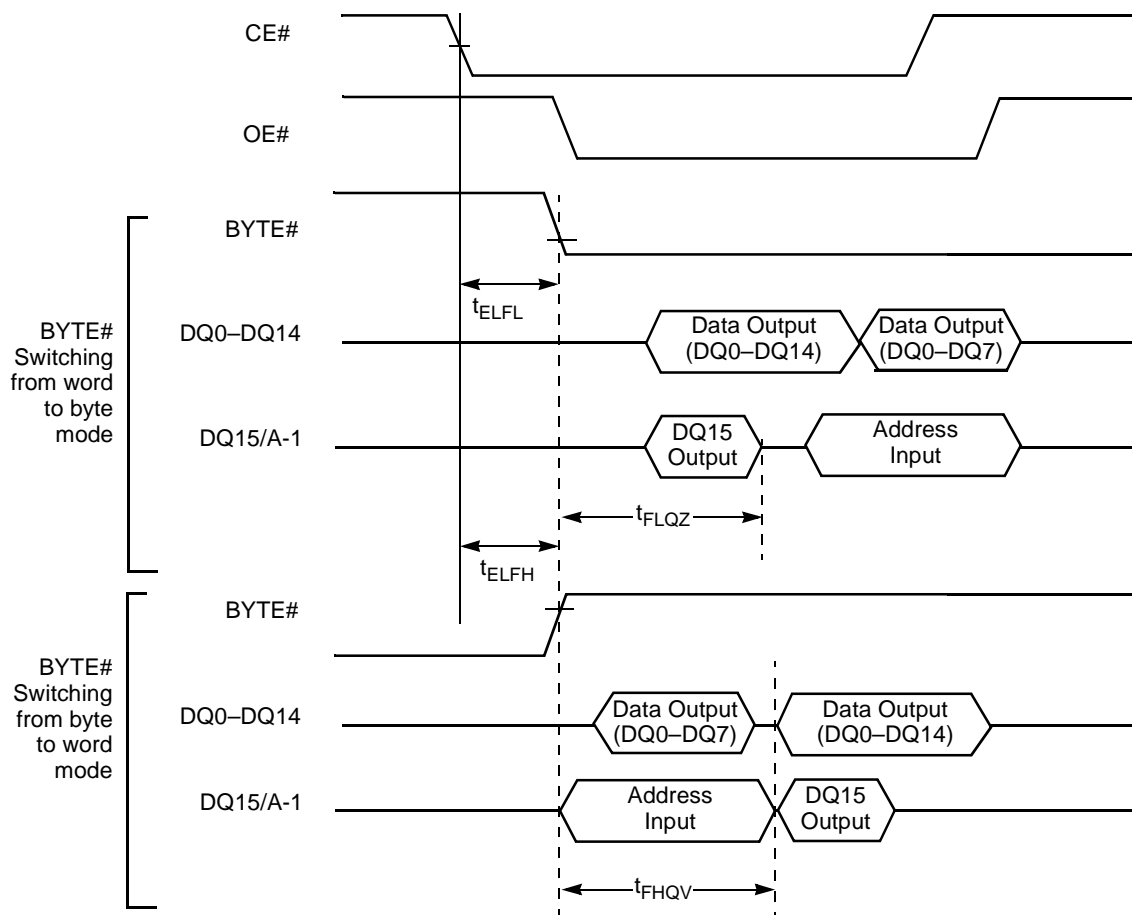 CE#
OE#
BYTE#
tELFL
BYTE#
Switching
from word
to byte
mode
DQ0–DQ14
Data Output
(DQ0–DQ14)
Data Output
(DQ0–DQ7)
DQ15/A-1
DQ15
Output
Address
Input
tFLQZ
tELFH
BYTE#
BYTE#
Switching
from byte
to word
mode
DQ0–DQ14
Data Output
(DQ0–DQ7)
Data Output
(DQ0–DQ14)
DQ15/A-1
Address
Input
DQ15
Output
tFHQV